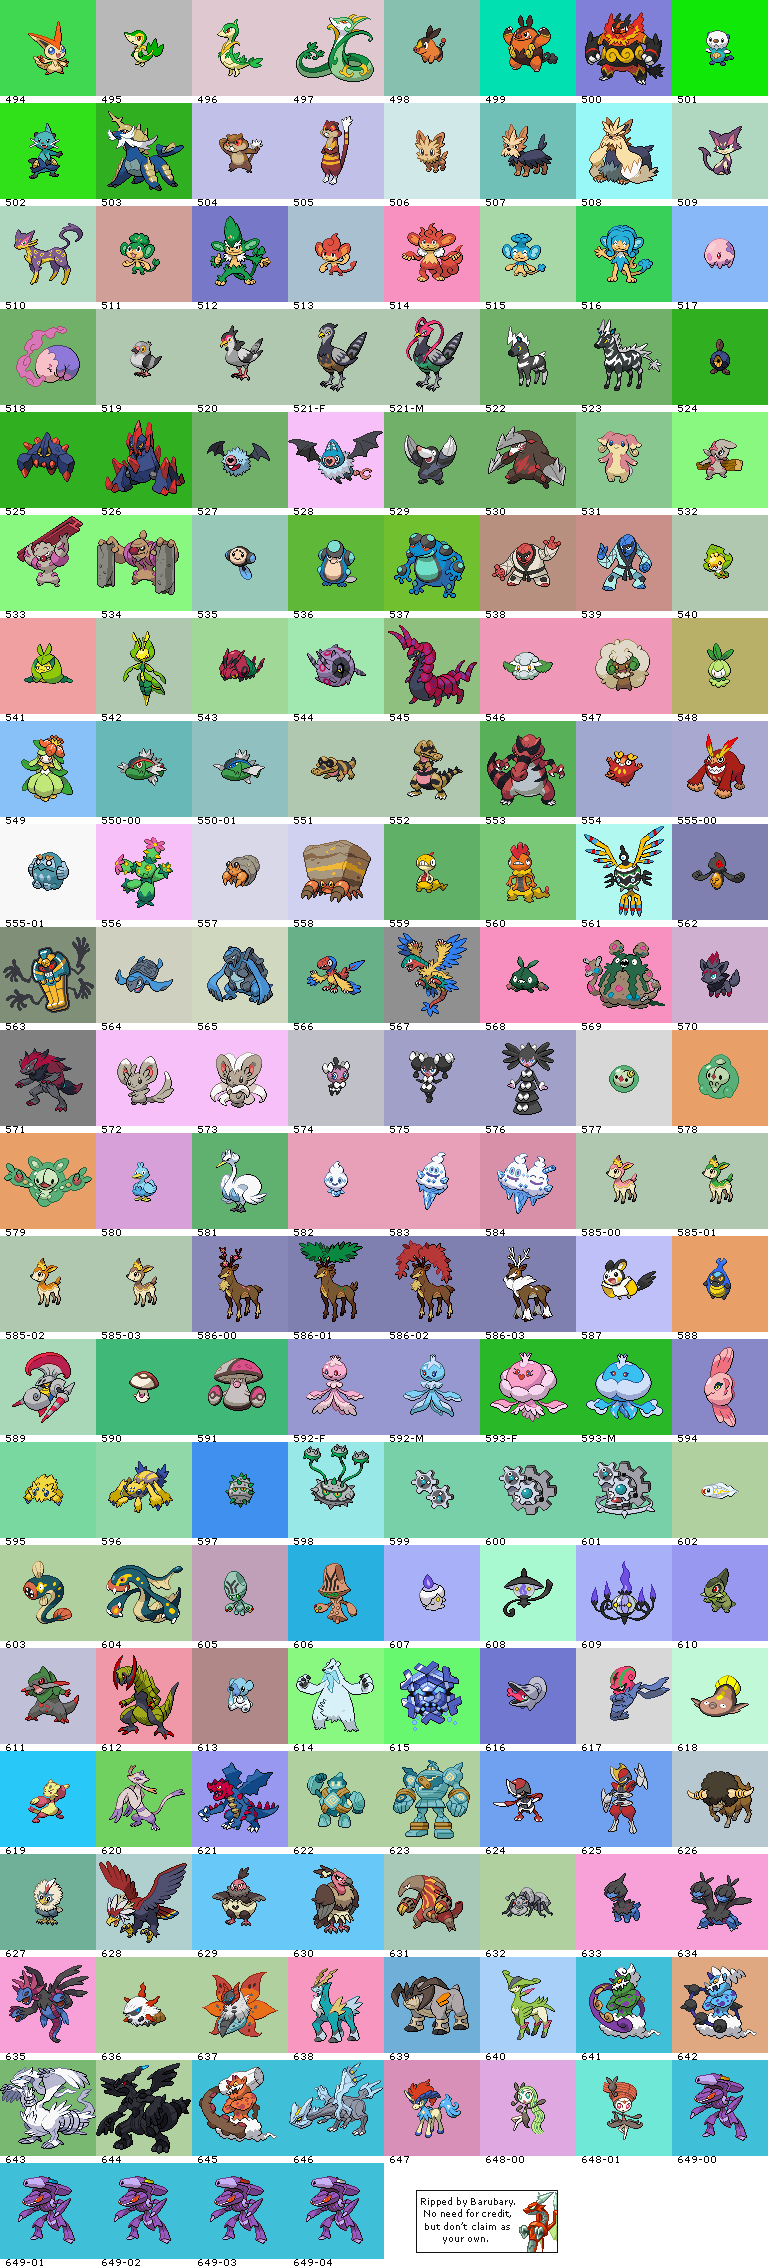 494 495 496 497 498 499 500 501
502 503 504 505 506 507 508 509
510 511 512 513 514 515 516 517
518 519 520 521-F 521-M 522 523 524
525 526 527 528 529 530 531 532
533 534 535 536 537 538 539 540
541 542 543 544 545 546 547 548
549 550-00 550-01 551 552 553 554 555-00
555-01 556 557 558 559 560 561 562
563 564 565 566 567 568 569 570
571 572 573 574 575 576 577 578
579 580 581 582 583 584 585-00 585-01
585-02 585-03 586-00 586-01 586-02 586-03 587 588
589 590 591 592-F 592-M 593-F 593-M 594
595 596 597 598 599 600 601 602
603 604 605 606 607 608 609 610
611 612 613 614 615 616 617 618
619 620 621 622 623 624 625 626
627 628 629 630 631 632 633 634
635 636 637 638 639 640 641 642
643 644 645 646 647 648-00 648-01 649-00
Ripped by Barubary.
No need for credit,
but don't claim as
your own.
649-01 649-02 649-03 649-04